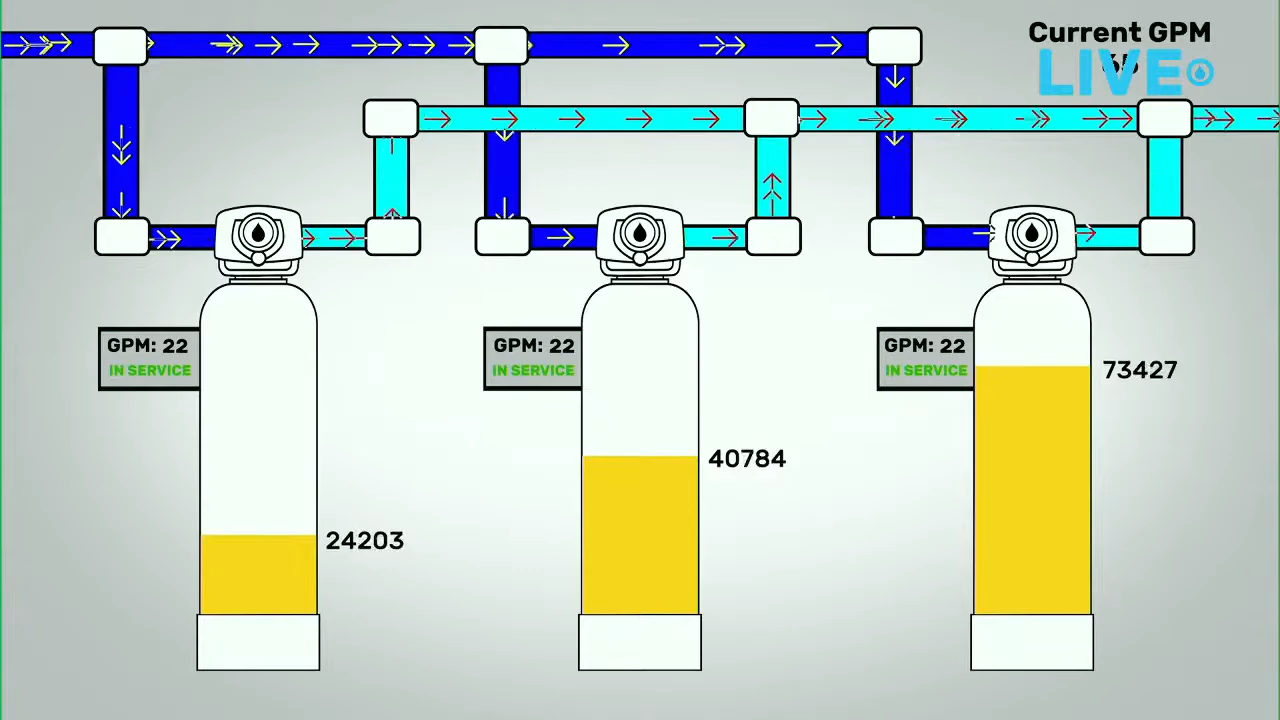 Current GPM
LIVE
GPM: 22
IN SERVICE
GPM: 22
IN SERVICE
GPM: 22
IN SERVICE
73427
40784
24203